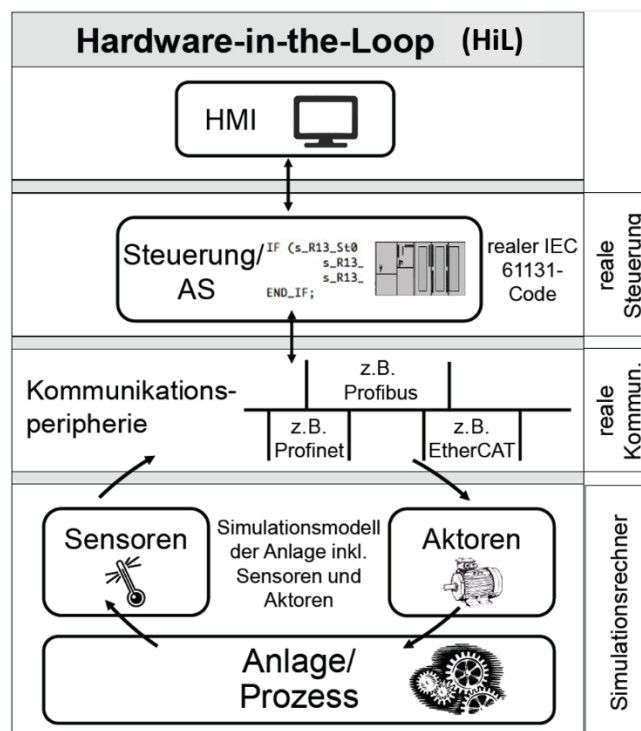 Hardware-in-the-Loop (HiL)
HMI
Steuerung/
AS
IF (s_R13_St0
s_R13_
s_R13_
END_IF;
realer IEC
61131-
Code
reale
Steuerung
Kommunikations-
peripherie
z.B.
Profibus
z.B.
Profinet
z.B.
EtherCAT
reale
Kommun.
Sensoren
Simulationsmodell
der Anlage inkl.
Sensoren und
Aktoren
Aktoren
Anlage/
Prozess
Simulationsrechner